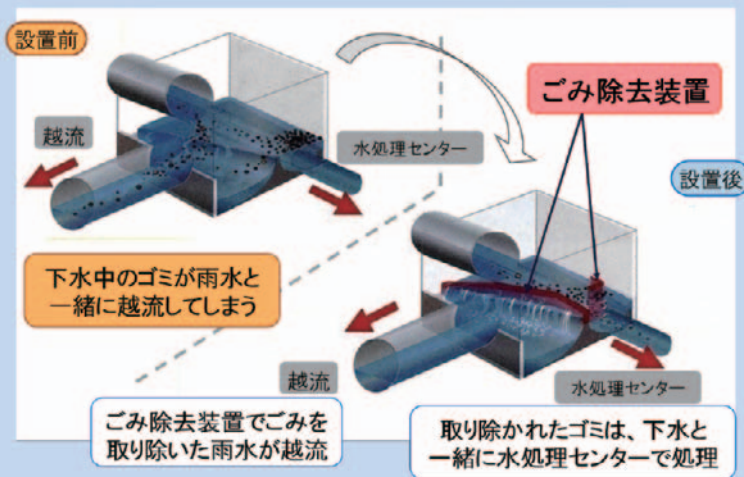 設置前
越流
水処理センター
下水中のゴミが雨水と
一緒に越流してしまう
ごみ除去装置
設置後
越流
水処理センター
ごみ除去装置でごみを
取り除いた雨水が越流
取り除かれたゴミは、下水と
一緒に水処理センターで処理